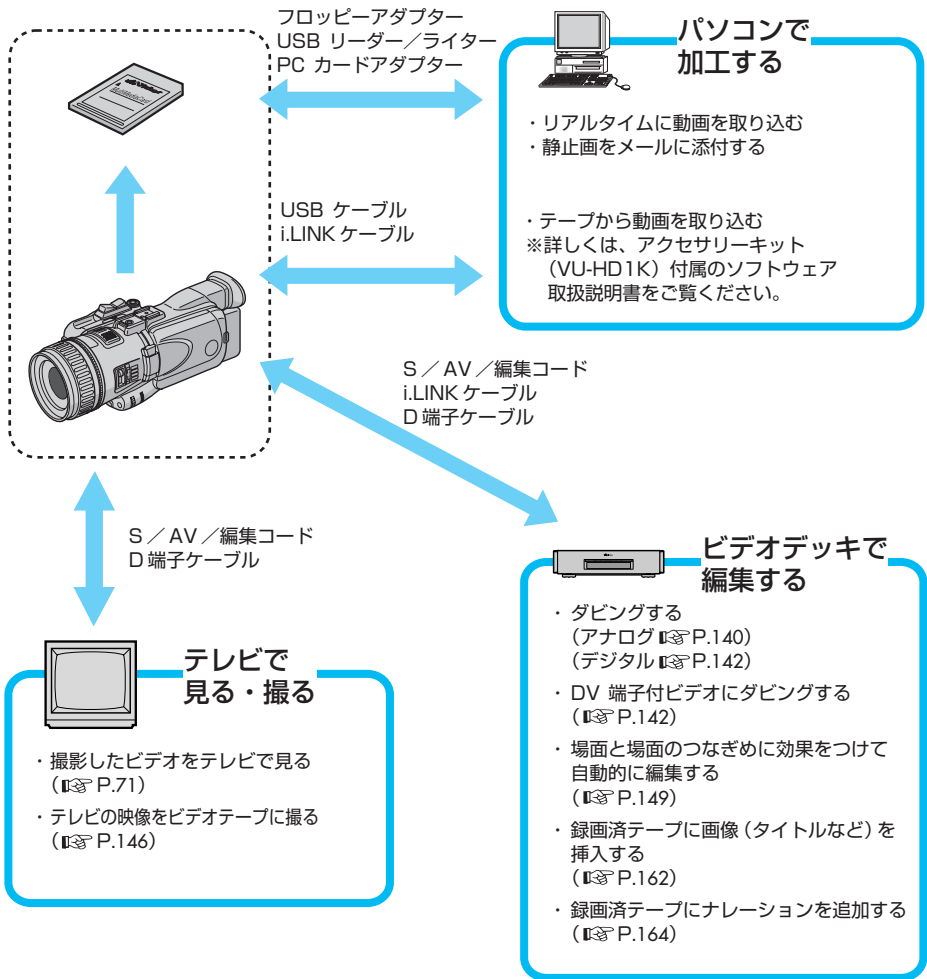 フロッピーアダプター
USB リーダー／ライター
PC カードアダプター
パソコンで
加工する
・リアルタイムに動画を取り込む
・静止画をメールに添付する
・テープから動画を取り込む
※詳しくは、アクセサリーキット
（VU-HD1K）付属のソフトウェア
取扱説明書をご覧ください。
USB ケーブル
i.LINK ケーブル
S／AV／編集コード
i.LINK ケーブル
D 端子ケーブル
S／AV／編集コード
D 端子ケーブル
テレビで
見る・撮る
・撮影したビデオをテレビで見る
（☞ P.71）
・テレビの映像をビデオテープに撮る
（☞ P.146）
ビデオデッキで
編集する
・ダビングする
（アナログ ☞ P.140）
（デジタル ☞ P.142）
・DV 端子付ビデオにダビングする
（☞ P.142）
・場面と場面のつなぎめに効果をつけて
自動的に編集する
（☞ P.149）
・録画済テープに画像（タイトルなど）を
挿入する
（☞ P.162）
・録画済テープにナレーションを追加する
（☞ P.164）